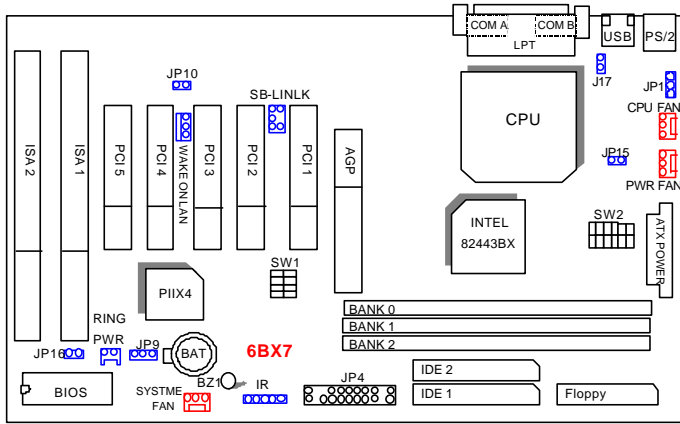 COM A
COM B
LPT
USB
PS/2
JP10
SB-LINLK
J17
JP1
CPU FAN
CPU
ISA 2
ISA 1
PCI 5
PCI 4
WAKE ON LAN
PCI 3
PCI 2
PCI 1
AGP
JP15
PWR FAN
INTEL
82443BX
SW2
ATX POWER
SW1
PIIX4
RING
PWR
BANK 0
BANK 1
BANK 2
JP16
JP9
BAT
6BX7
BIOS
SYSTME
FAN
BZ1
IR
JP4
IDE 2
IDE 1
Floppy